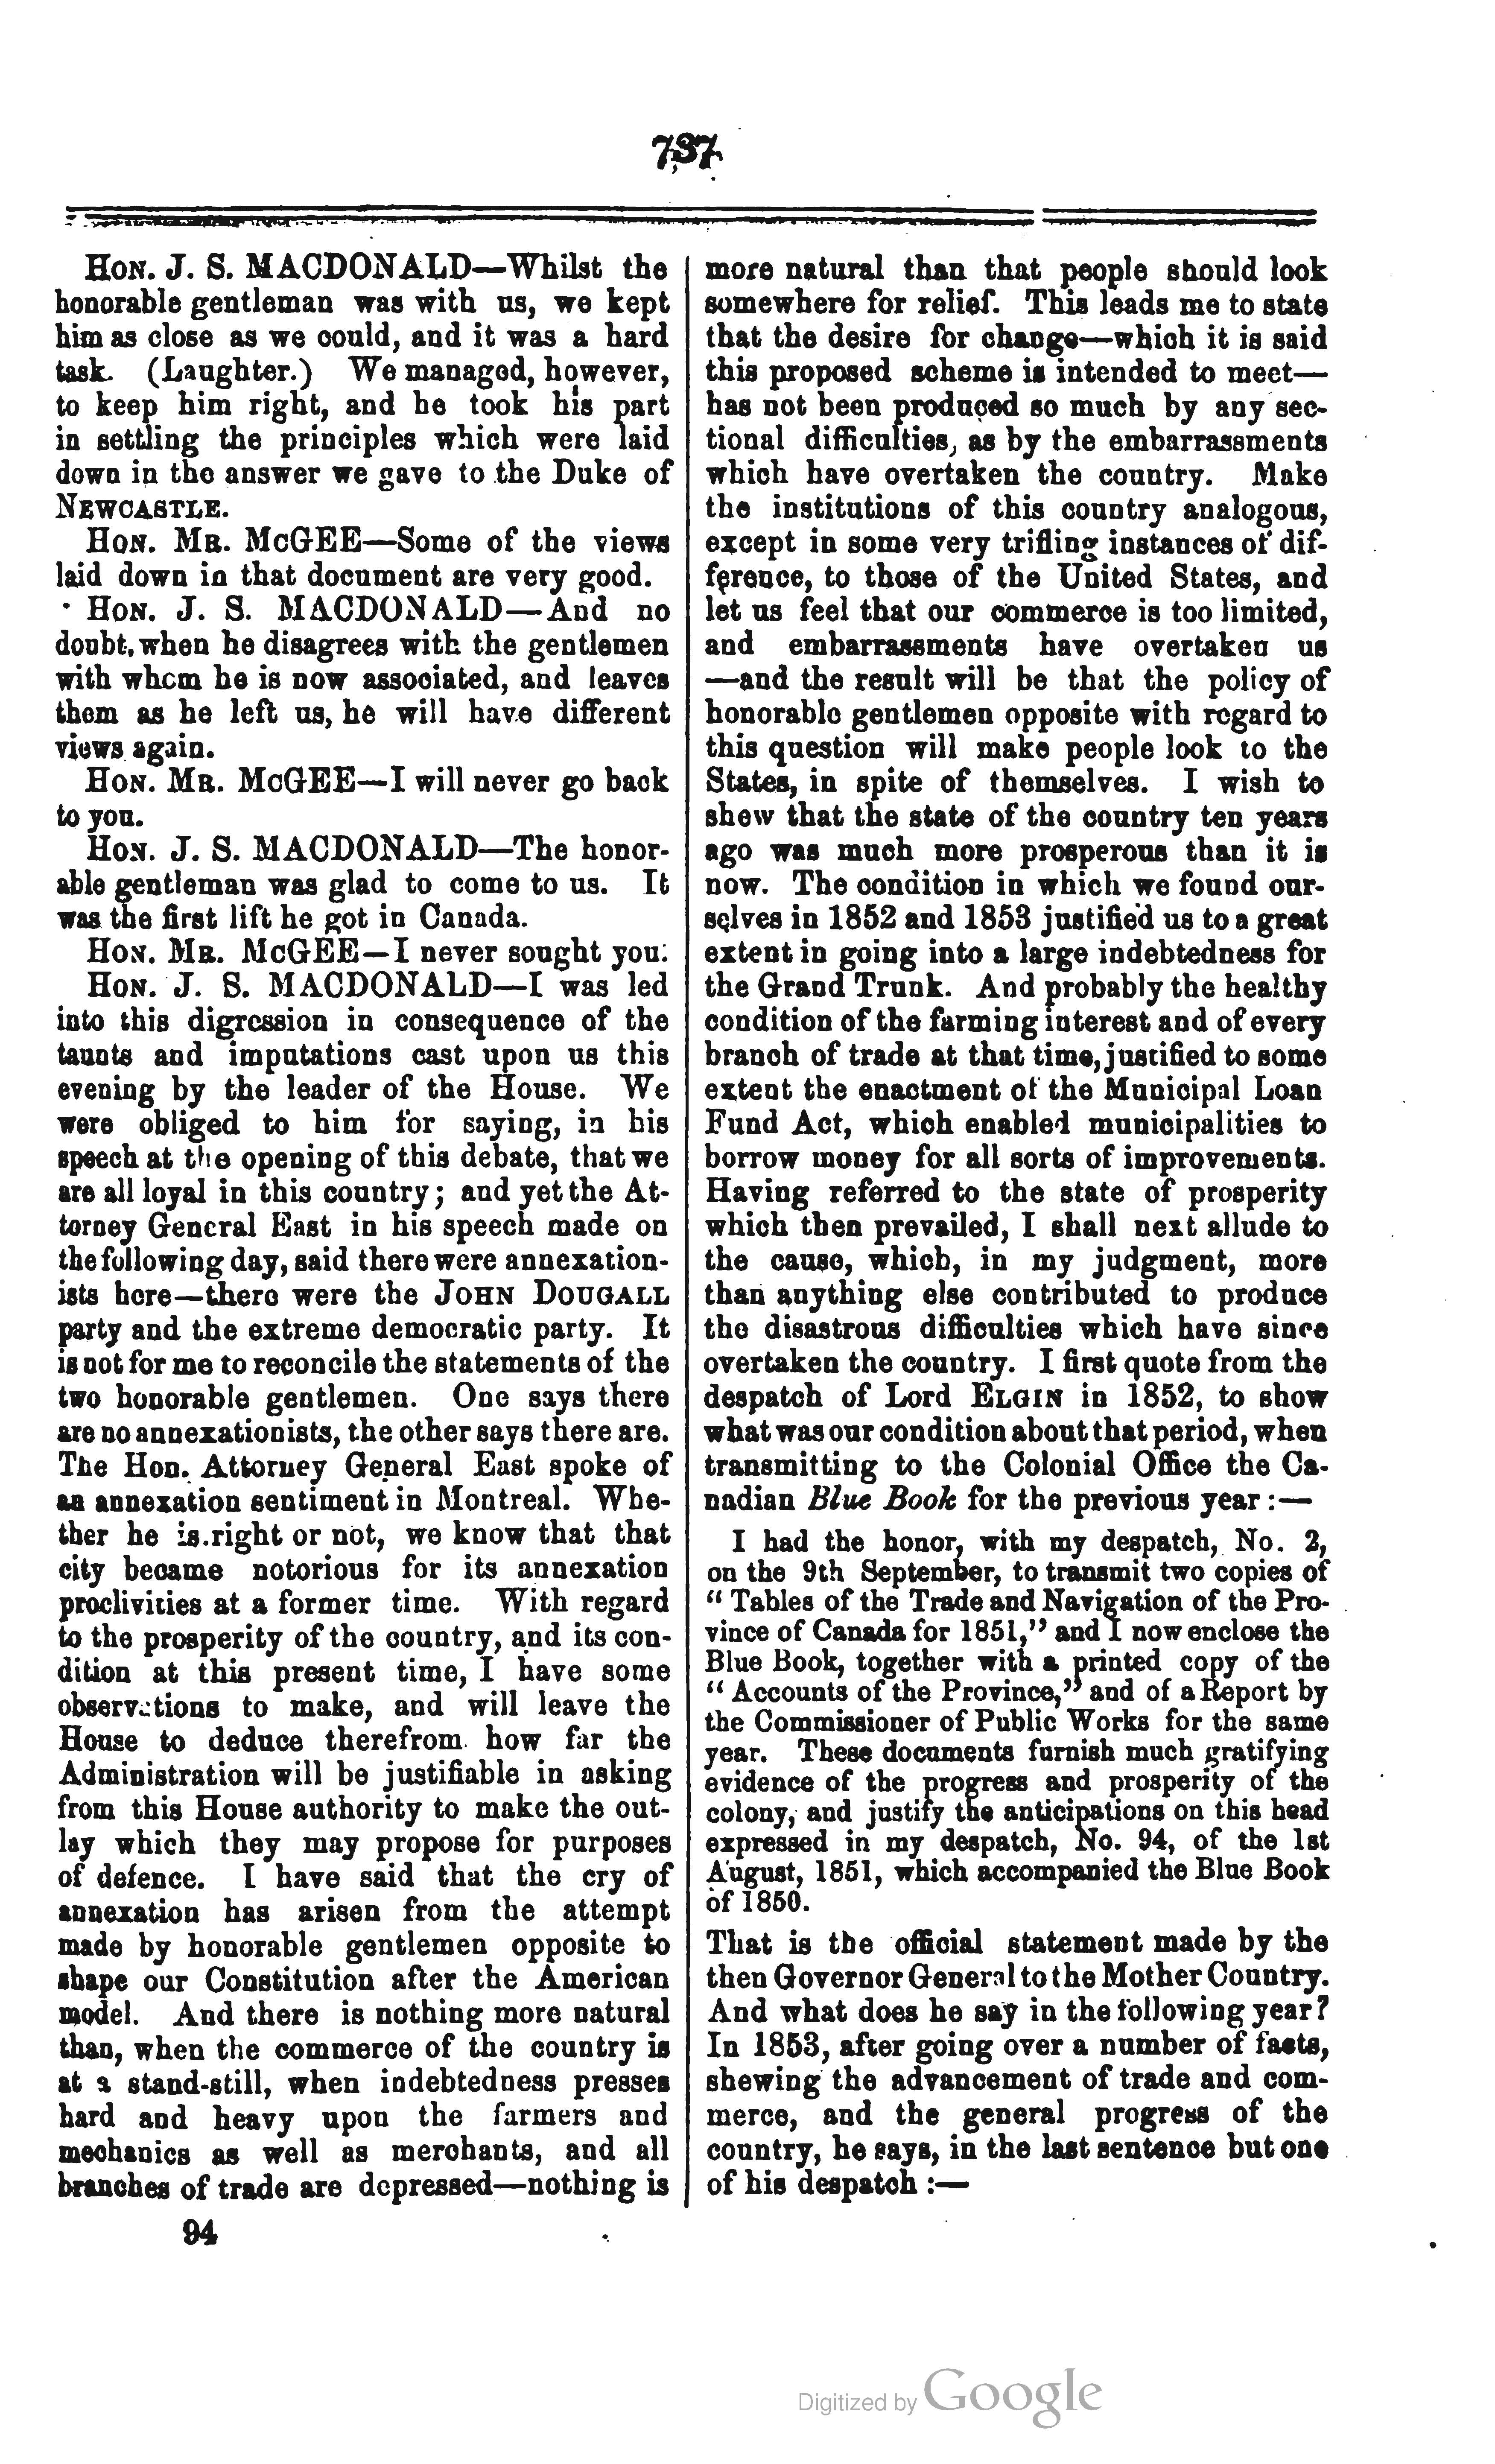 737
HON. J. S. MACDONALD—Whilst the
honorable gentleman was with us, we kept
him as close as we could, and it was a hard
task. (Laughter.) We managed, however,
to keep him right, and he took his part
in settling the principles which were laid
down in the answer we gave to the Duke of
NEWCASTLE.
HON. MR. McGEE—Some of the views
laid down in that document are very good.
HON. J. S. MACDONALD—And no
doubt, when he disagrees with the gentlemen
with whom he is now associated, and leaves
them as he left us, he will have different
views again.
HON. MR. McGEE—I will never go back
to you.
HON. J. S. MACDONALD—The honor-
able gentleman was glad to come to us. It
was the first lift he got in Canada.
HON. MR. McGEE—I never sought you.
HON. J. S. MACDONALD—I was led
into this digression in consequence of the
taunts and imputations cast upon us this
evening by the leader of the House. We
were obliged to him for saying, in his
speech at the opening of this debate, that we
are all loyal in this country; and yet the At-
torney General East in his speech made on
the following day, said there were annexation-
ists here—there were the JOHN DOUGALL
party and the extreme democratic party. It
is not for me to reconcile the statements of the
two honorable gentlemen. One says there
are no annexationists, the other says there are.
The Hon. Attorney General East spoke of
an annexation sentiment in Montreal. Whe-
ther he is right or not, we know that that
city became notorious for its annexation
proclivities at a former time. With regard
to the prosperity of the country, and its con-
dition at this present time, I have some
observations to make, and will leave the
House to deduce therefrom how far the
Administration will be justifiable in asking
from this House authority to make the out-
lay which they may propose for purposes
of defence. I have said that the cry of
annexation has arisen from the attempt
made by honorable gentlemen opposite to
shape our Constitution after the American
model. And there is nothing more natural
than, when the commerce of the country is
at a stand-still, when indebtedness presses
hard and heavy upon the farmers and
mechanics as well as merchants, and all
branches of trade are depressed—nothing is
94
more natural than that people should look
somewhere for relief. This leads me to state
that the desire for change—which it is said
this proposed scheme is intended to meet—
has not been produced so much by any sec-
tional difficulties, as by the embarrassments
which have overtaken the country. Make
the institutions of this country analogous,
except in some very trifling instances of dif-
ference, to those of the United States, and
let us feel that our commerce is too limited,
and embarrassments have overtaken us
—and the result will be that the policy of
honorable gentlemen opposite with regard to
this question will make people look to the
States, in spite of themselves. I wish to
shew that the state of the country ten years
ago was much more prosperous than it is
now. The condition in which we found our-
selves in 1852 and 1853 justified us to a great
extent in going into a large indebtedness for
the Grand Trunk. And probably the healthy
condition of the farming interest and of every
branch of trade at that time, justified to some
extent the enactment of the Municipal Loan
Fund Act, which enabled municipalities to
borrow money for all sorts of improvements.
Having referred to the state of prosperity
which then prevailed, I shall next allude to
the cause, which, in my judgment, more
than anything else contributed to produce
the disastrous difficulties which have since
overtaken the country. I first quote from the
despatch of Lord ELGIN in 1852, to show
what was our condition about that period, when
transmitting to the Colonial Office the Ca-
nadian Blue Book for the previous year :—
I had the honor, with my despatch, No. 2,
on the 9th September, to transmit two copies of
“ Tables of the Trade and Navigation of the Pro-
vince of Canada for 1851,” and I now enclose the
Blue Book, together with a printed copy of the
“ Accounts of the Province,” and of a Report by
the Commissioner of Public Works for the same
year. These documents furnish much gratifying
evidence of the progress and prosperity of the
colony, and justify the anticipations on this head
expressed in my despatch, No. 94, of the 1st
August, 1851, which accompanied the Blue Book
of 1850.
That is the official statement made by the
then Governor General to the Mother Country.
And what does he say in the following year?
In 1853, after going over a number of facts,
shewing the advancement of trade and com-
merce, and the general progress of the
country, he says, in the last sentence but one
of his despatch :—
Digitized by Google